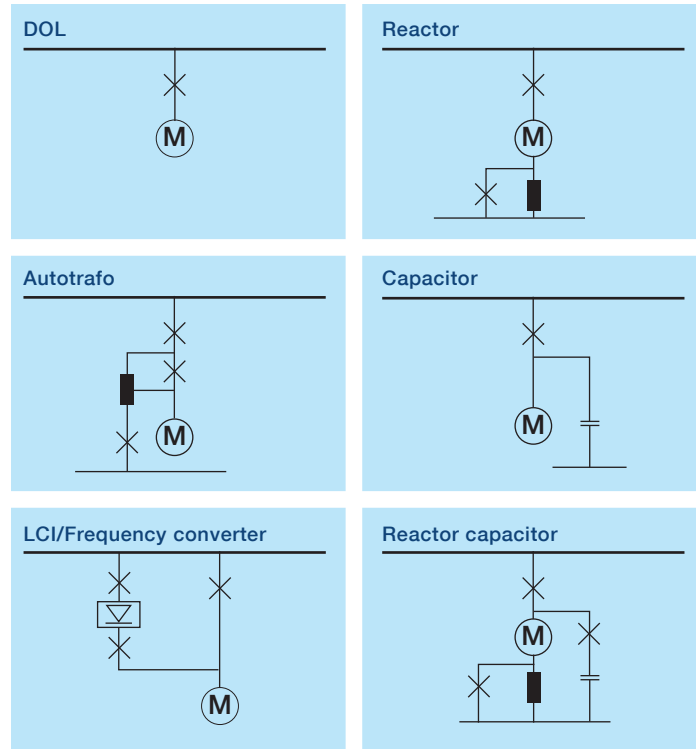 DOL
M
Reactor
M
Autotrafo
M
Capacitor
M
LCI/Frequency converter
M
Reactor capacitor
M